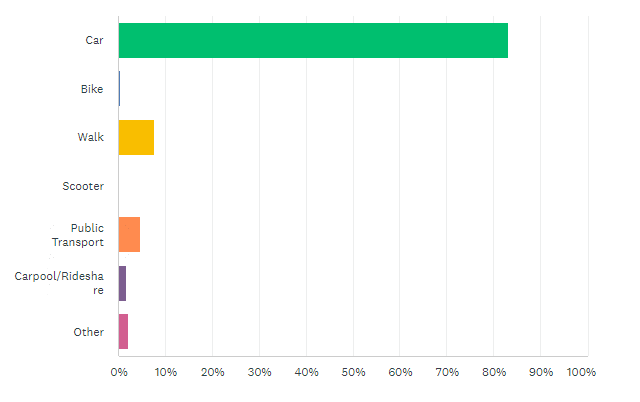 Car
Bike
Walk
Scooter
Public
Transport
Carpool/Ridesha
re
Other
0% 10% 20% 30% 40% 50% 60% 70% 80% 90% 100%